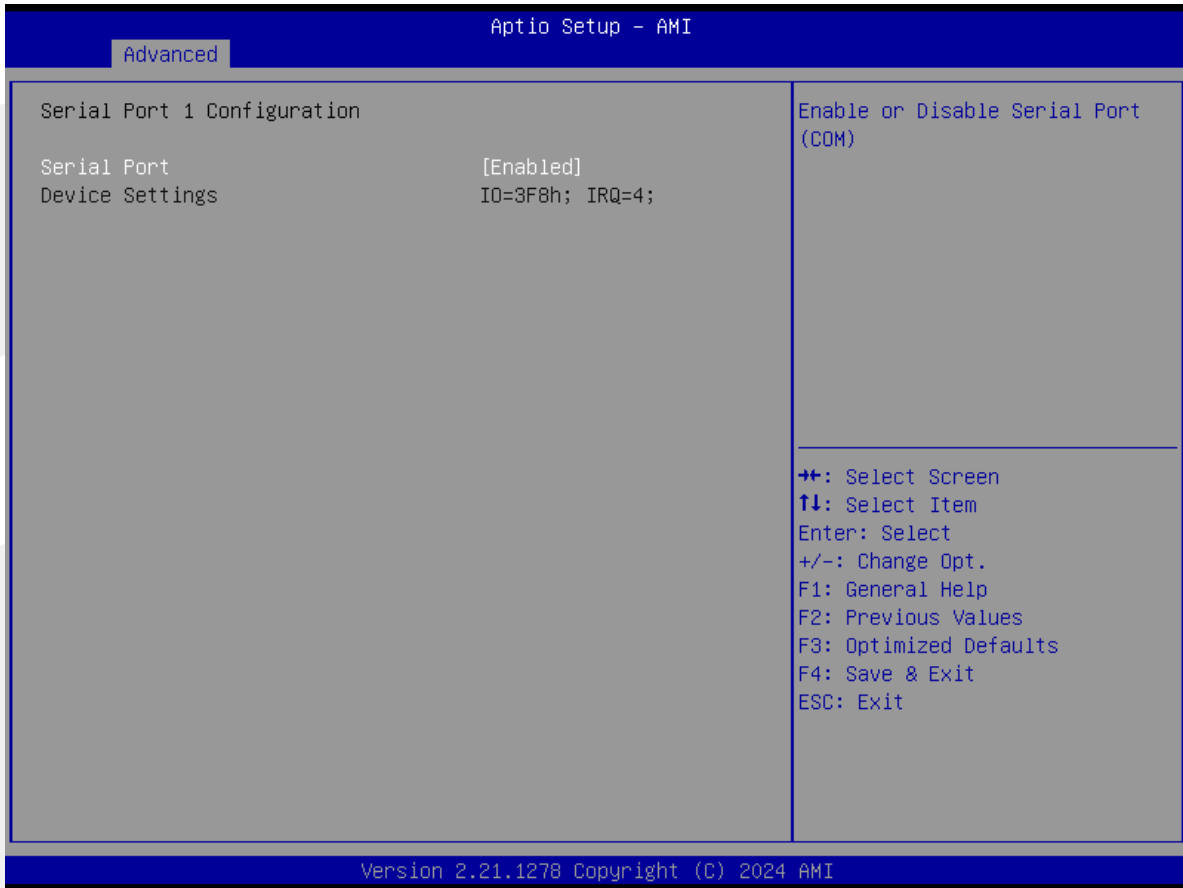 Aptio Setup – AMI
Advanced
Serial Port 1 Configuration
Serial Port [Enabled]
Device Settings IO=3F8h; IRQ=4;
Enable or Disable Serial Port
(COM)
→←: Select Screen
↑↓: Select Item
Enter: Select
+/-: Change Opt.
F1: General Help
F2: Previous Values
F3: Optimized Defaults
F4: Save & Exit
ESC: Exit
Version 2.21.1278 Copyright (C) 2024 AMI